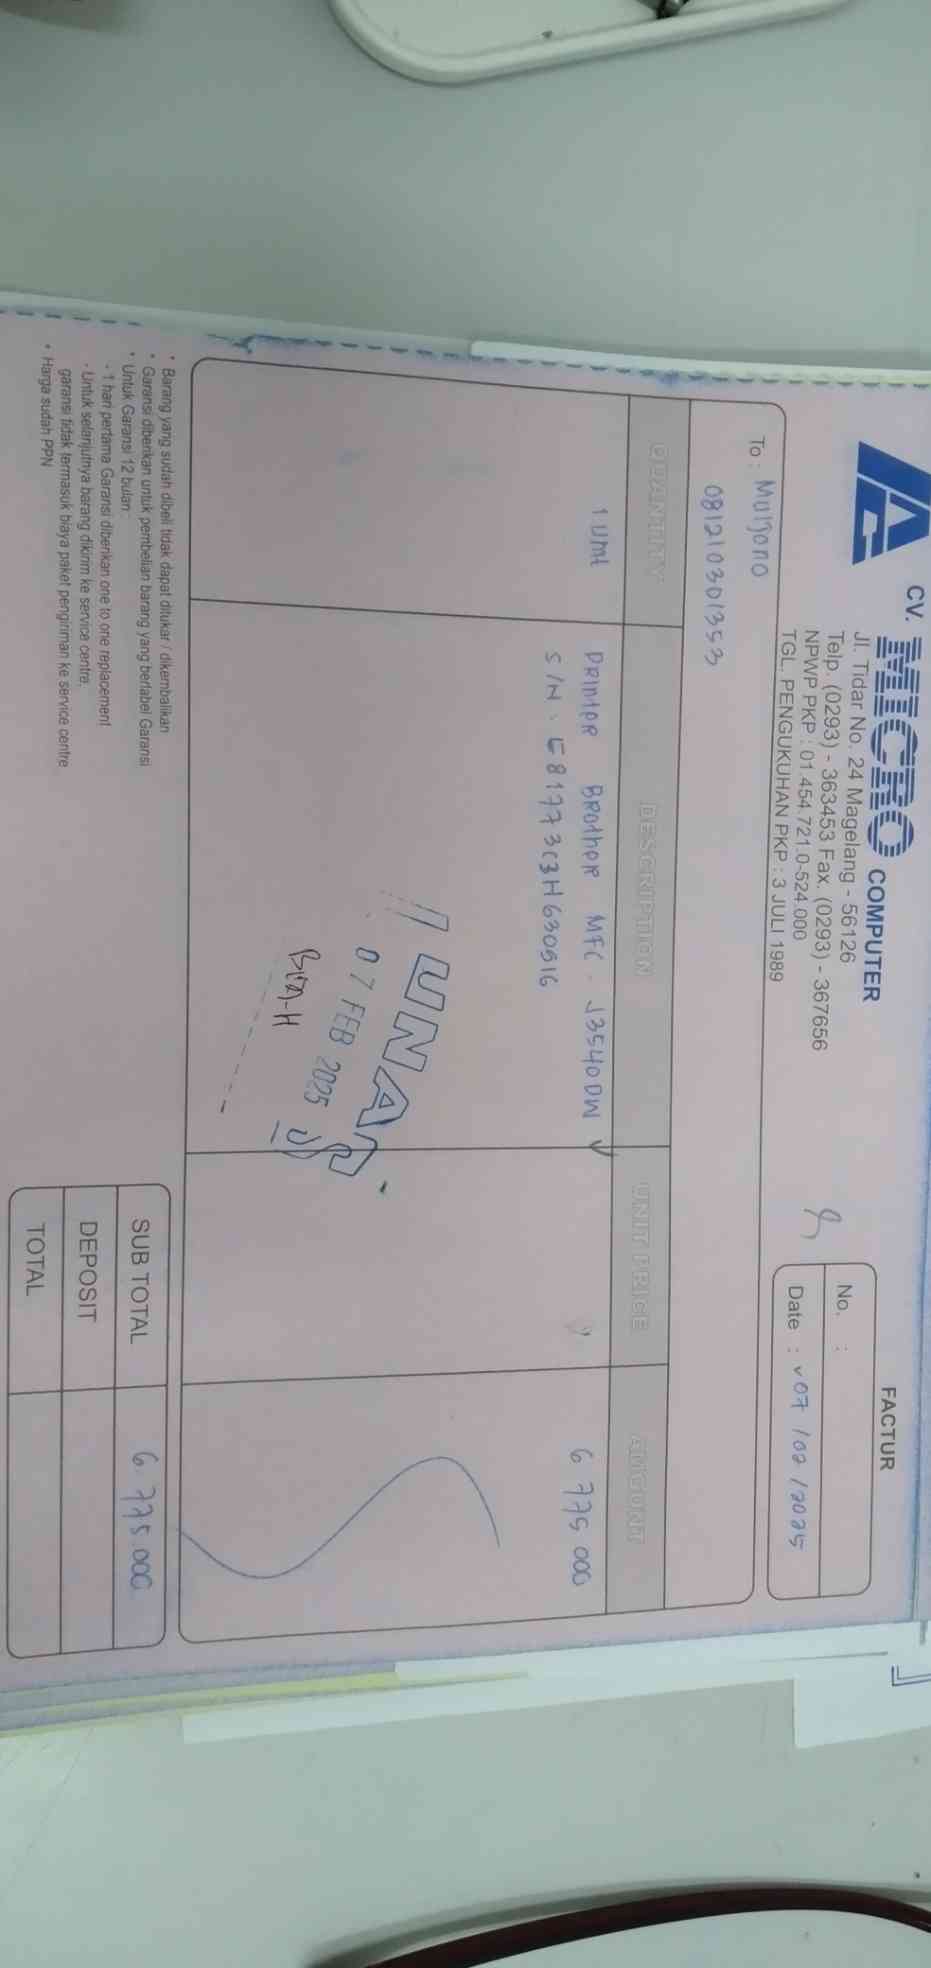 CV. MICRO COMPUTER
Jl. Tidar No. 24 Magelang - 56126
Telp. (0293) - 363453 Fax. (0293) - 367656
NPWP PKP : 01.454.721.0-524.000
TGL. PENGUKUHAN PKP : 3 JULI 1989
FACTUR
No. :
Date : 07/02/2025
To : Muljono
081210301353
QUANTITY DESCRIPTION UNIT PRICE AMOUNT
1 Unit PRINTER BROTHER MFC - J3540DW 6.775.000
S/N : E81773C3H630516
LUNAS
07 FEB 2025
SUB TOTAL 6.775.000
DEPOSIT
TOTAL
• Barang yang sudah dibeli tidak dapat ditukar / dikembalikan
• Garansi diberikan untuk pembelian barang yang berlabel Garansi
• Untuk Garansi 12 bulan :
- 1 hari pertama Garansi diberikan one to one replacement
- Untuk selanjutnya barang dikirim ke service centre,
garansi tidak termasuk biaya paket pengiriman ke service centre
• Harga sudah PPN